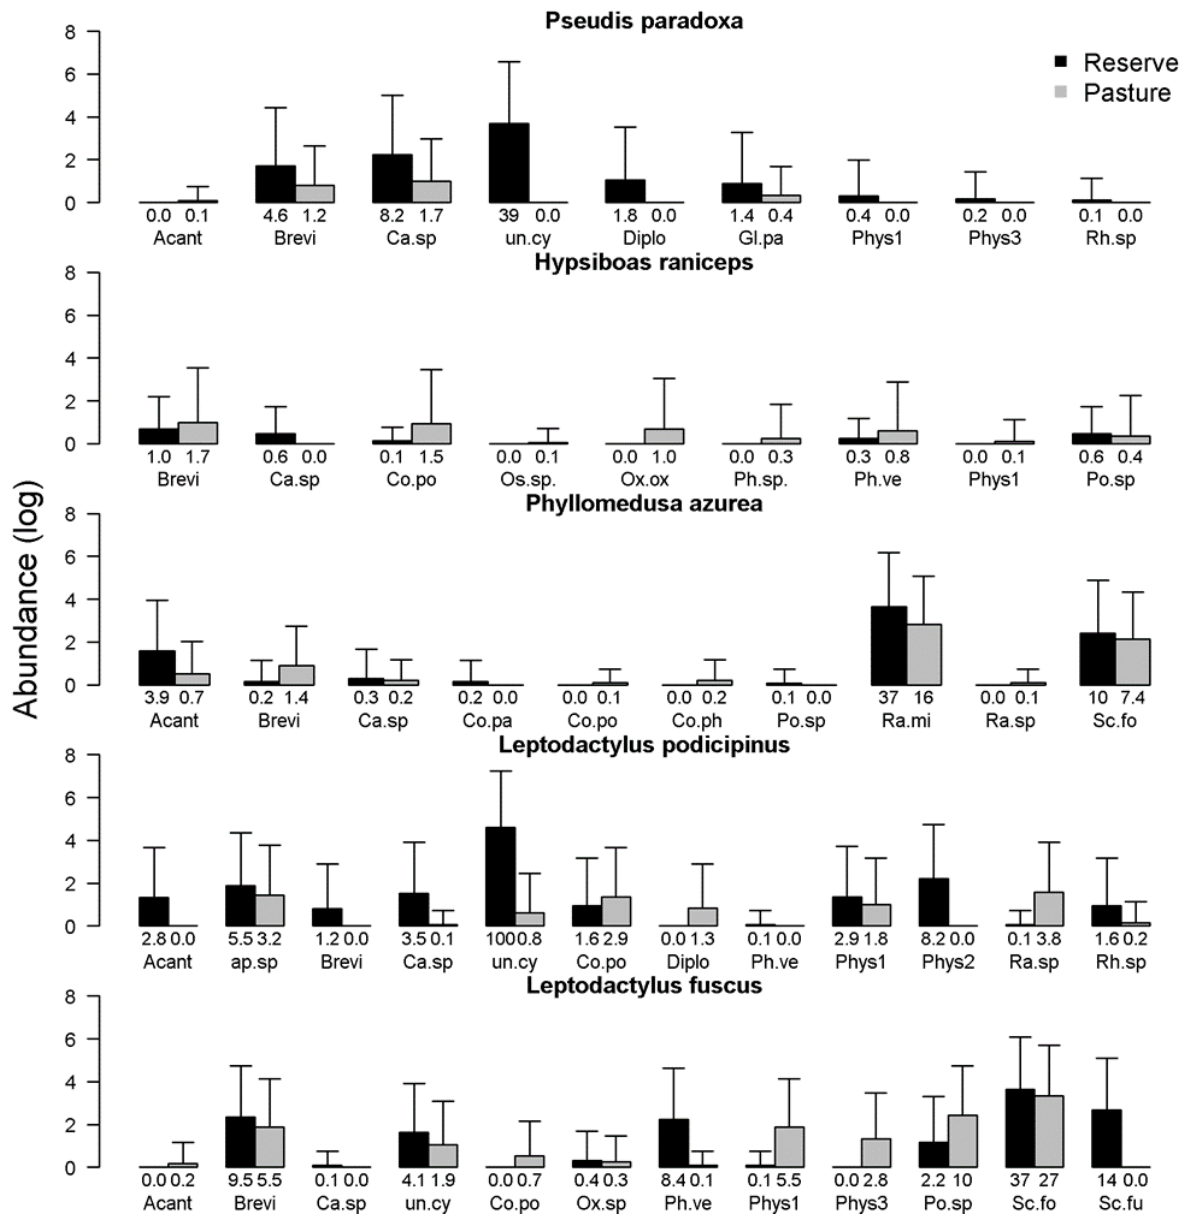 Pseudis paradoxa
Reserve
Pasture
8
6
4
2
0
0.0 0.1 4.6 1.2 8.2 1.7 39 0.0 1.8 0.0 1.4 0.4 0.4 0.0 0.2 0.0 0.1 0.0
Acant Brevi Ca.sp un.cy Diplo Gl.pa Phys1 Phys3 Rh.sp
Hypsiboas raniceps
8
6
4
2
0
1.0 1.7 0.6 0.0 0.1 1.5 0.0 0.1 0.0 1.0 0.0 0.3 0.3 0.8 0.0 0.1 0.6 0.4
Brevi Ca.sp Co.po Os.sp. Ox.ox Ph.sp. Ph.ve Phys1 Po.sp
Abundance (log)
Phyllomedusa azurea
8
6
4
2
0
3.9 0.7 0.2 1.4 0.3 0.2 0.2 0.0 0.0 0.1 0.0 0.2 0.1 0.0 37 16 0.0 0.1 10 7.4
Acant Brevi Ca.sp Co.pa Co.po Co.ph Po.sp Ra.mi Ra.sp Sc.fo
Leptodactylus podicipinus
8
6
4
2
0
2.8 0.0 5.5 3.2 1.2 0.0 3.5 0.1 100 0.8 1.6 2.9 0.0 1.3 0.1 0.0 2.9 1.8 8.2 0.0 0.1 3.8 1.6 0.2
Acant ap.sp Brevi Ca.sp un.cy Co.po Diplo Ph.ve Phys1 Phys2 Ra.sp Rh.sp
Leptodactylus fuscus
8
6
4
2
0
0.0 0.2 9.5 5.5 0.1 0.0 4.1 1.9 0.0 0.7 0.4 0.3 8.4 0.1 0.1 5.5 0.0 2.8 2.2 10 37 27 14 0.0
Acant Brevi Ca.sp un.cy Co.po Ox.sp Ph.ve Phys1 Phys3 Po.sp Sc.fo Sc.fu